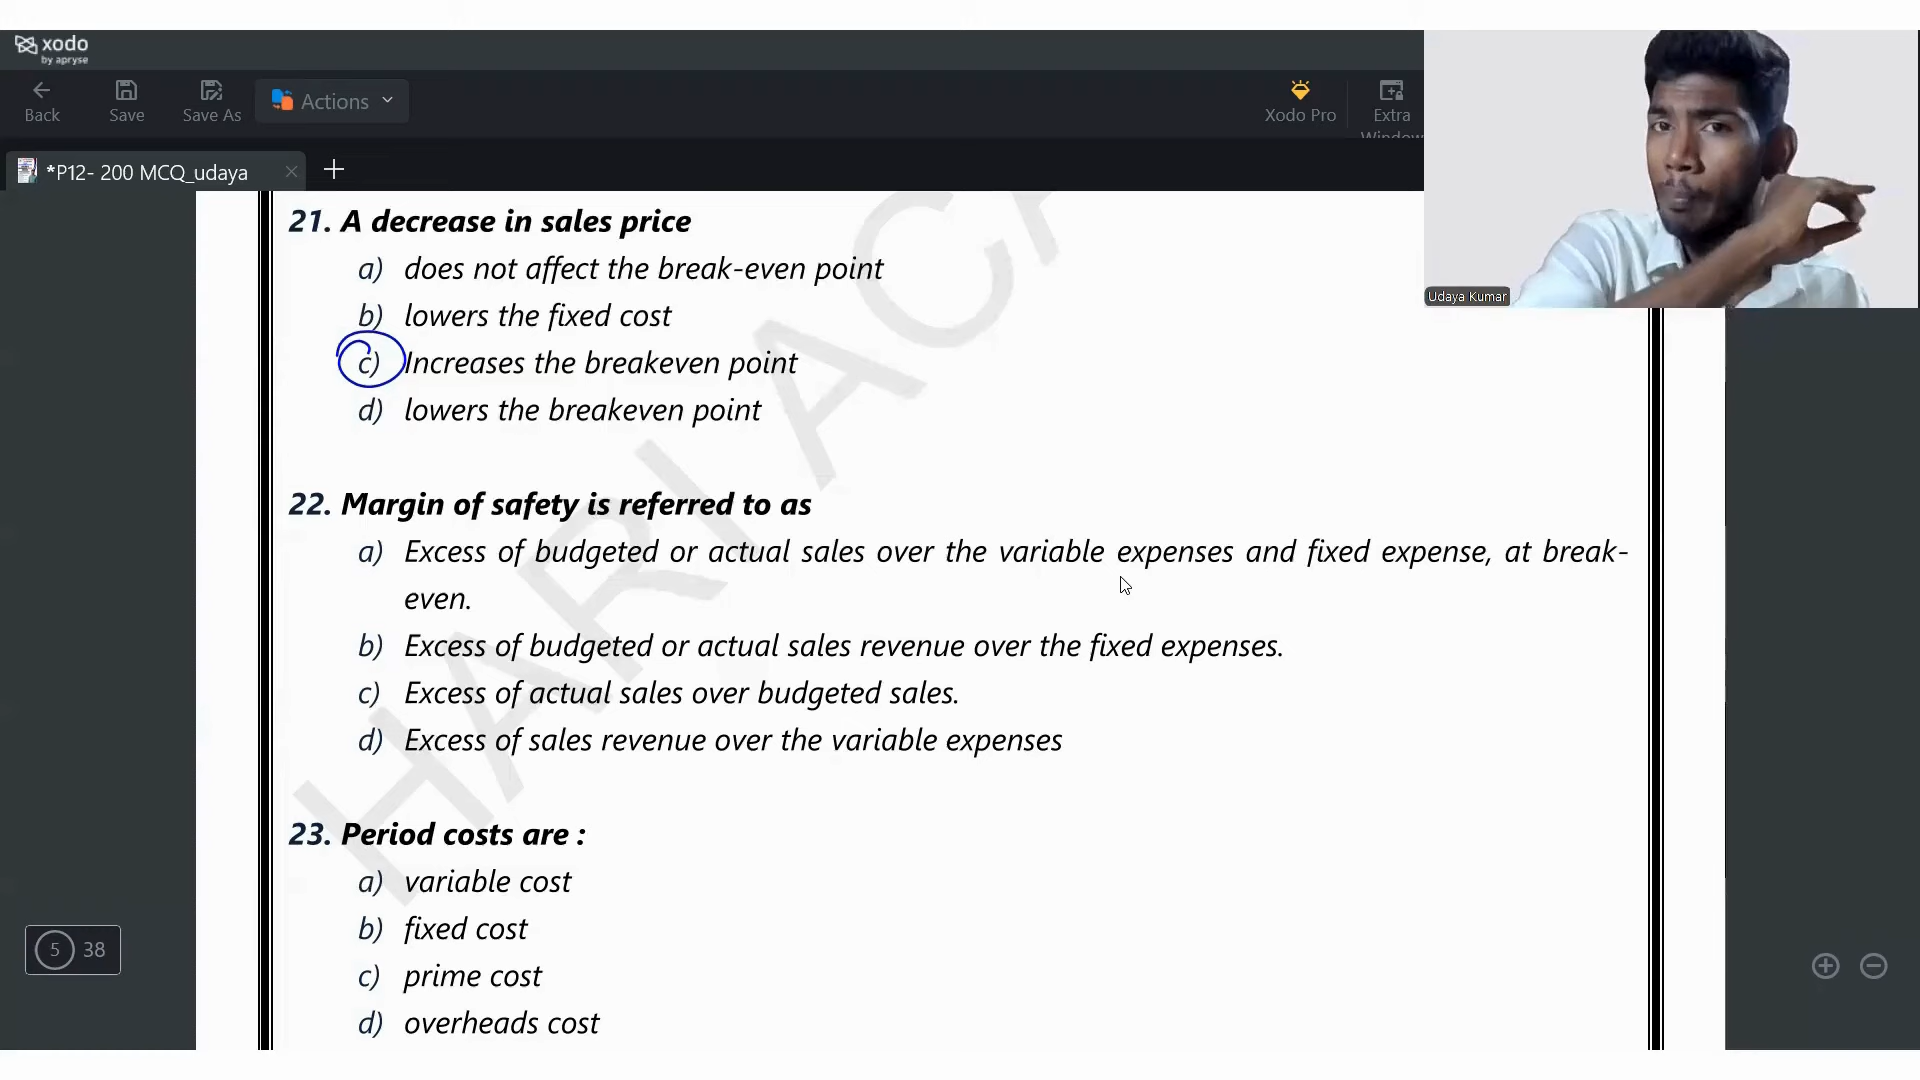 xodo
by apryse
Back
Save
Save As
Actions
Xodo Pro
Extra
Window
*P12- 200 MCQ_udaya
Udaya Kumar
21. A decrease in sales price
a) does not affect the break-even point
b) lowers the fixed cost
c) Increases the breakeven point
d) lowers the breakeven point
22. Margin of safety is referred to as
a) Excess of budgeted or actual sales over the variable expenses and fixed expense, at break-
even.
b) Excess of budgeted or actual sales revenue over the fixed expenses.
c) Excess of actual sales over budgeted sales.
d) Excess of sales revenue over the variable expenses
23. Period costs are :
a) variable cost
b) fixed cost
c) prime cost
d) overheads cost
5 38
HARI ACA